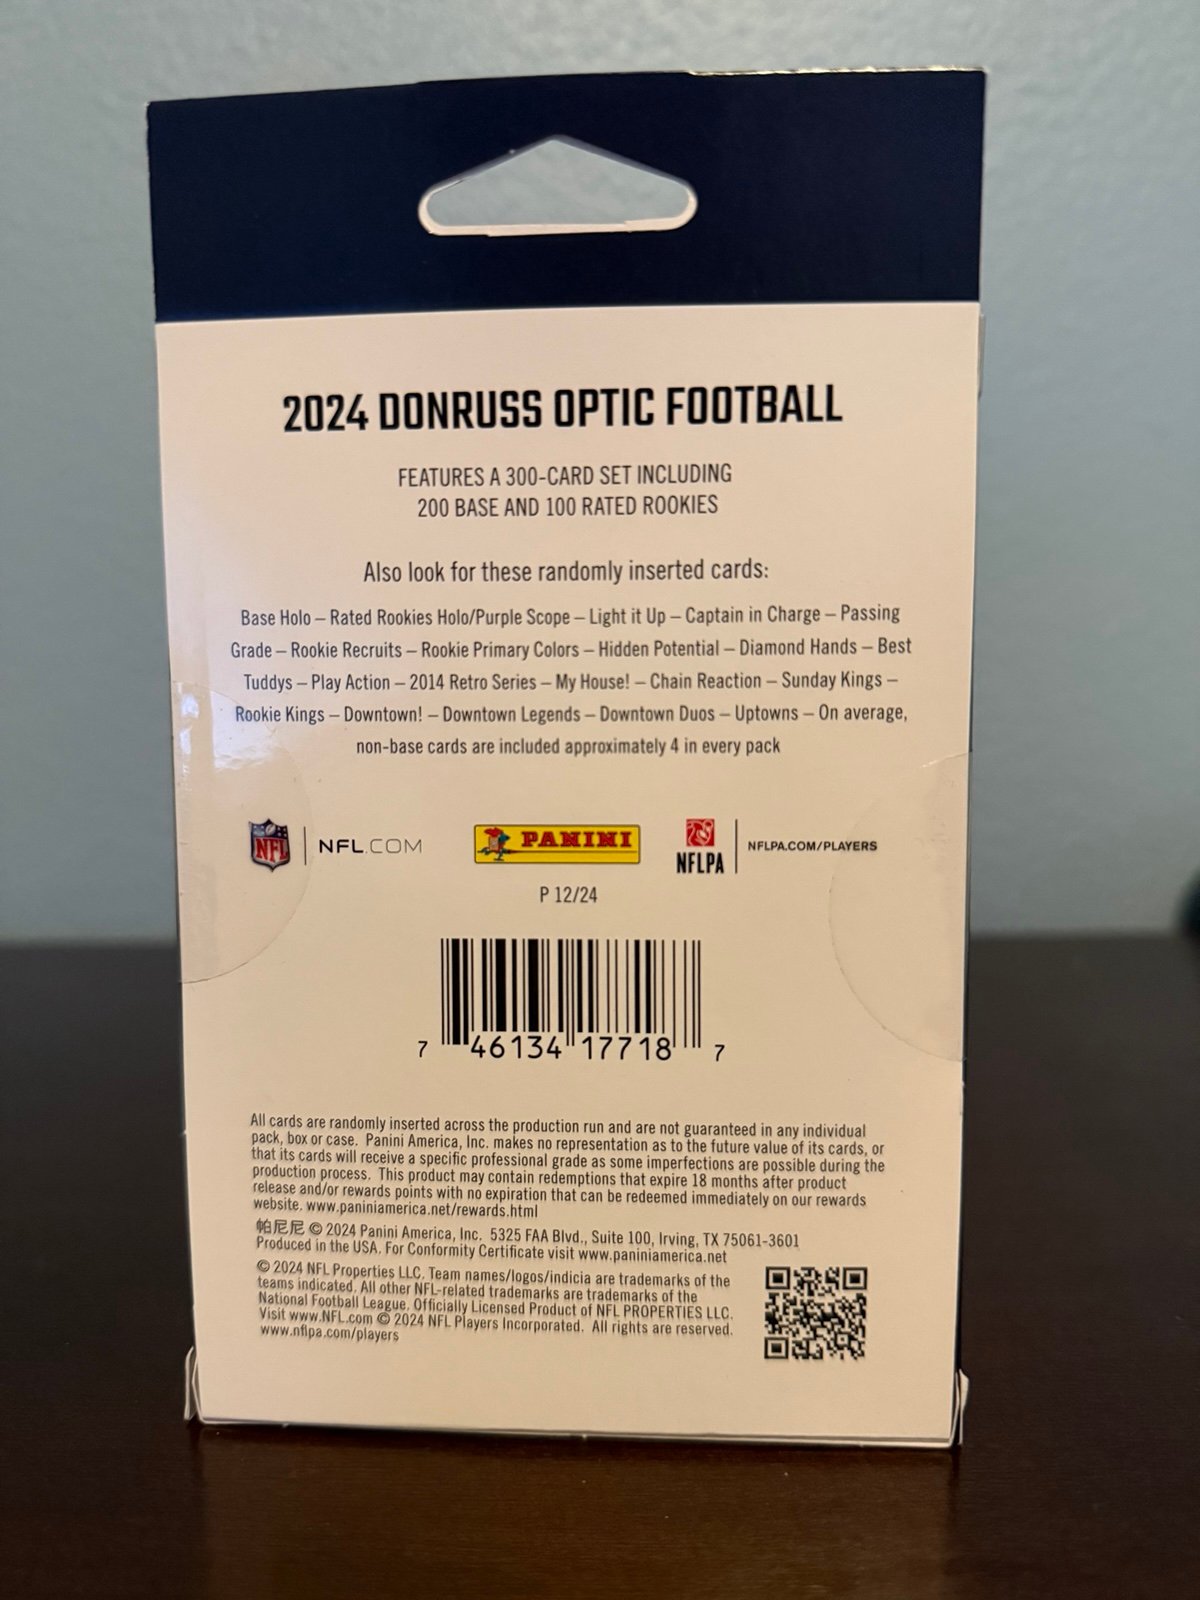 2024 DONRUSS OPTIC FOOTBALL
FEATURES A 300-CARD SET INCLUDING
200 BASE AND 100 RATED ROOKIES
Also look for these randomly inserted cards:
Base Holo – Rated Rookies Holo/Purple Scope – Light it Up – Captain in Charge – Passing
Grade – Rookie Recruits – Rookie Primary Colors – Hidden Potential – Diamond Hands – Best
Tuddys – Play Action – 2014 Retro Series – My House! – Chain Reaction – Sunday Kings –
Rookie Kings – Downtown! – Downtown Legends – Downtown Duos – Uptowns – On average,
non-base cards are included approximately 4 in every pack
NFL | NFL.COM PANINI NFLPA | NFLPA.COM/PLAYERS
P 12/24
7 46134 17718 7
All cards are randomly inserted across the production run and are not guaranteed in any individual
pack, box or case. Panini America, Inc. makes no representation as to the future value of its cards, or
that its cards will receive a specific professional grade as some imperfections are possible during the
production process. This product may contain redemptions that expire 18 months after product
release and/or rewards points with no expiration that can be redeemed immediately on our rewards
website. www.paniniamerica.net/rewards.html
帕尼尼 © 2024 Panini America, Inc. 5325 FAA Blvd., Suite 100, Irving, TX 75061-3601
Produced in the USA. For Conformity Certificate visit www.paniniamerica.net
© 2024 NFL Properties LLC. Team names/logos/indicia are trademarks of the
teams indicated. All other NFL-related trademarks are trademarks of the
National Football League. Officially Licensed Product of NFL PROPERTIES LLC.
Visit www.NFL.com © 2024 NFL Players Incorporated. All rights are reserved.
www.nflpa.com/players